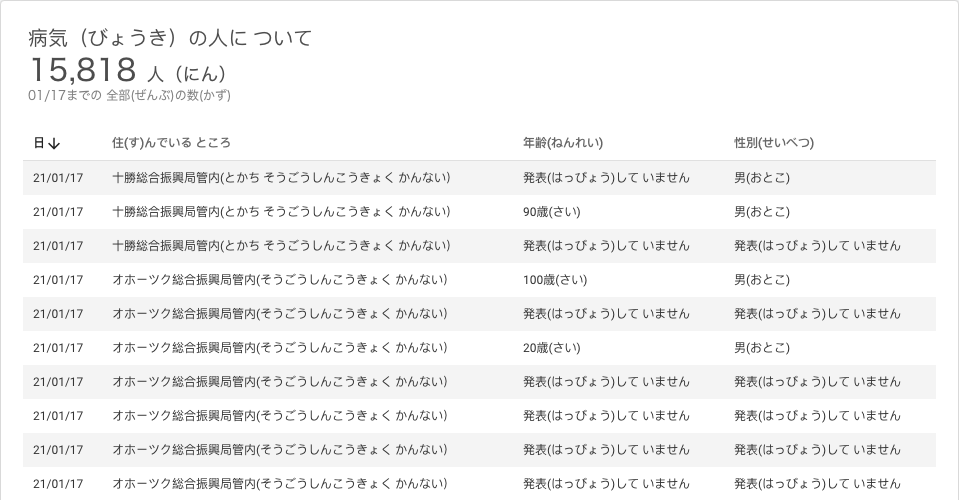 病気（びょうき）の人に ついて
15,818 人（にん）
01/17までの 全部(ぜんぶ)の数(かず)
日↓ 住(す)んでいる ところ 年齢(ねんれい) 性別(せいべつ)
21/01/17 十勝総合振興局管内(とかち そうごうしんこうきょく かんない) 発表(はっぴょう)して いません 男(おとこ)
21/01/17 十勝総合振興局管内(とかち そうごうしんこうきょく かんない) 90歳(さい) 男(おとこ)
21/01/17 十勝総合振興局管内(とかち そうごうしんこうきょく かんない) 発表(はっぴょう)して いません 発表(はっぴょう)して いません
21/01/17 オホーツク総合振興局管内(そうごうしんこうきょく かんない) 100歳(さい) 男(おとこ)
21/01/17 オホーツク総合振興局管内(そうごうしんこうきょく かんない) 発表(はっぴょう)して いません 発表(はっぴょう)して いません
21/01/17 オホーツク総合振興局管内(そうごうしんこうきょく かんない) 20歳(さい) 男(おとこ)
21/01/17 オホーツク総合振興局管内(そうごうしんこうきょく かんない) 発表(はっぴょう)して いません 発表(はっぴょう)して いません
21/01/17 オホーツク総合振興局管内(そうごうしんこうきょく かんない) 発表(はっぴょう)して いません 発表(はっぴょう)して いません
21/01/17 オホーツク総合振興局管内(そうごうしんこうきょく かんない) 発表(はっぴょう)して いません 発表(はっぴょう)して いません
21/01/17 オホーツク総合振興局管内(そうごうしんこうきょく かんない) 発表(はっぴょう)して いません 発表(はっぴょう)して いません